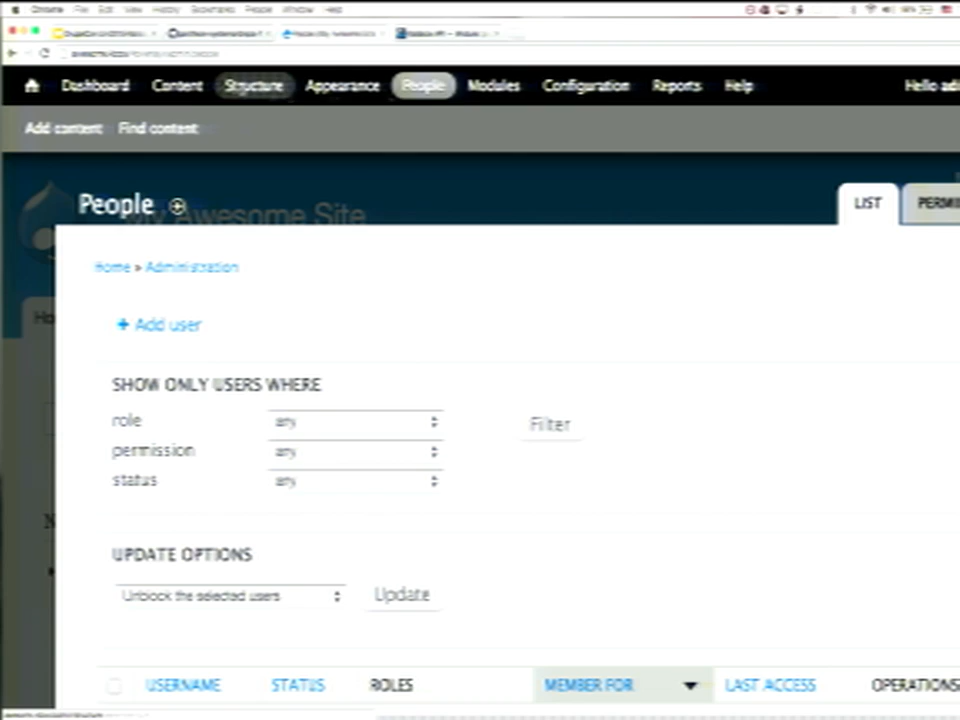 Chrome File Edit View History Bookmarks People Window Help
Dashboard Content Structure Appearance People Modules Configuration Reports Help Hello
Add content Find content
People My Awesome Site LIST
Home » Administration
+ Add user
SHOW ONLY USERS WHERE
role any Filter
permission any
status any
UPDATE OPTIONS
Unblock the selected users Update
USERNAME STATUS ROLES MEMBER FOR LAST ACCESS OPERATIONS